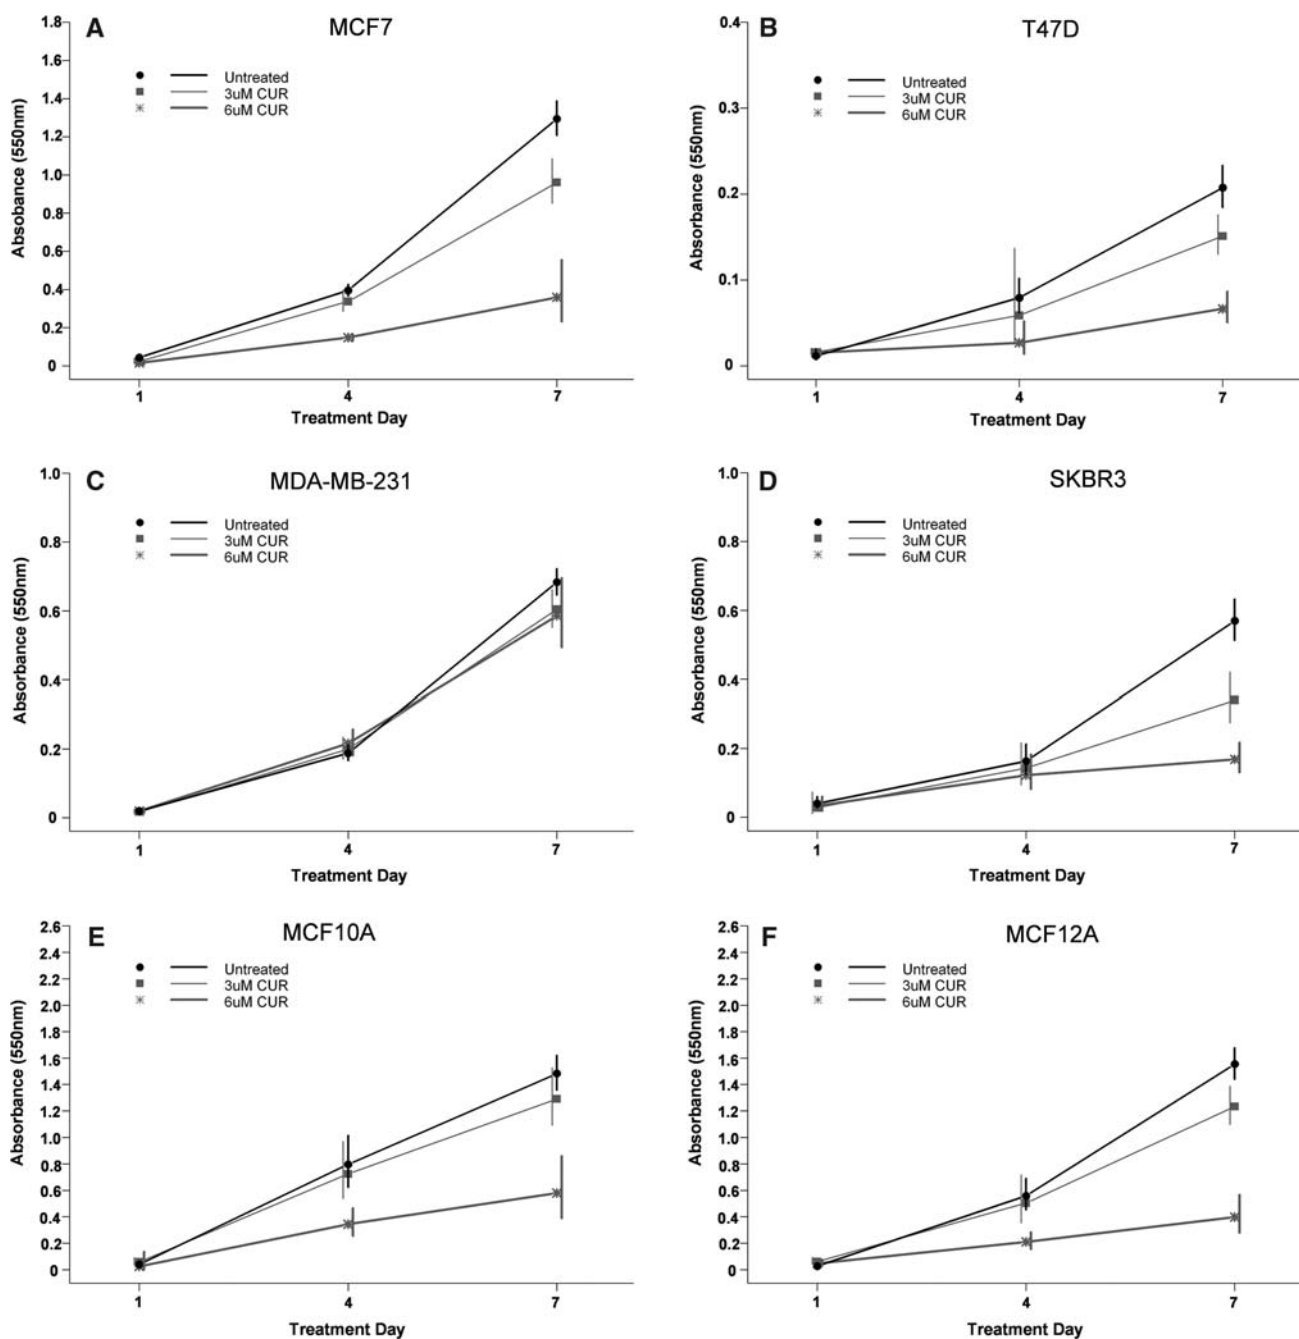 A
MCF7
Untreated
3uM CUR
6uM CUR
Absobance (550nm)
1.8
1.6
1.4
1.2
1.0
0.8
0.6
0.4
0.2
0
1
4
7
Treatment Day
B
T47D
Untreated
3uM CUR
6uM CUR
Absorbance (550nm)
0.4
0.3
0.2
0.1
0
1
4
7
Treatment Day
C
MDA-MB-231
Untreated
3uM CUR
6uM CUR
Absorbance (550nm)
1.0
0.8
0.6
0.4
0.2
0
1
4
7
Treatment Day
D
SKBR3
Untreated
3uM CUR
6uM CUR
Absorbance (550nm)
1.0
0.8
0.6
0.4
0.2
0
1
4
7
Treatment Day
E
MCF10A
Untreated
3uM CUR
6uM CUR
Absorbance (550nm)
2.6
2.4
2.2
2.0
1.8
1.6
1.4
1.2
1.0
0.8
0.6
0.4
0.2
0
1
4
7
Treatment Day
F
MCF12A
Untreated
3uM CUR
6uM CUR
Absorbance (550nm)
2.6
2.4
2.2
2.0
1.8
1.6
1.4
1.2
1.0
0.8
0.6
0.4
0.2
0
1
4
7
Treatment Day